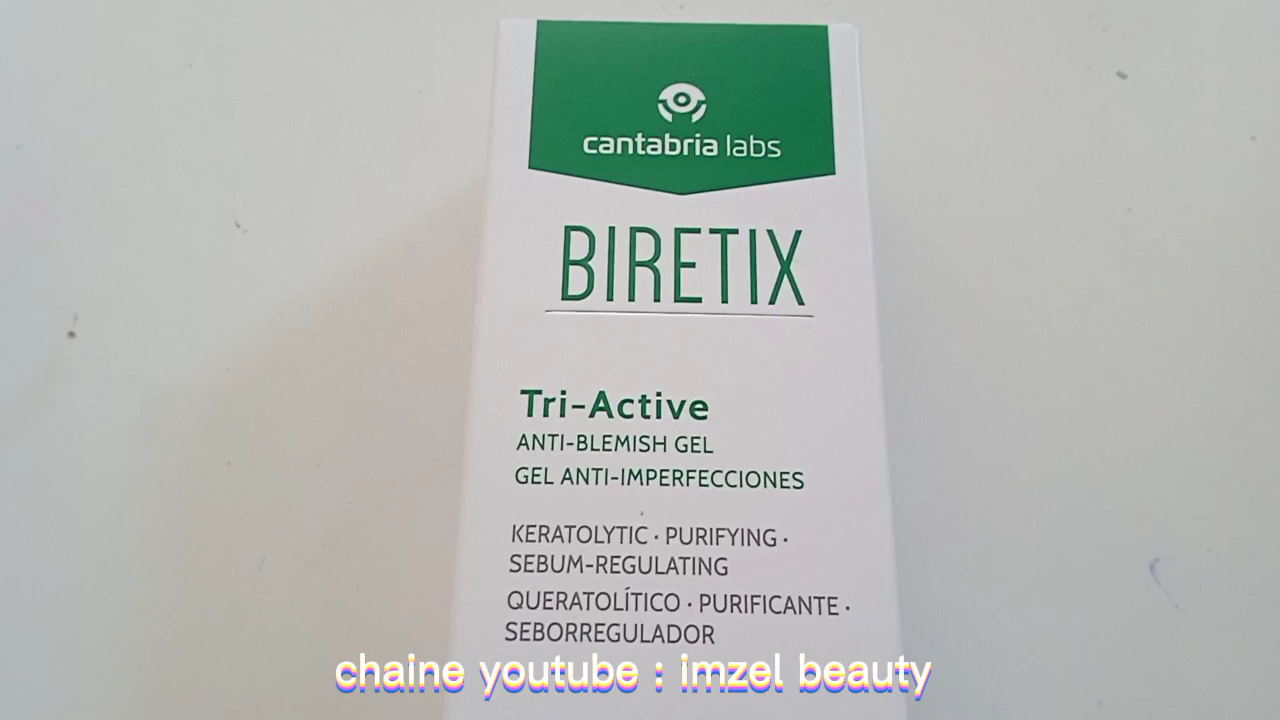 cantabria labs
BIRETIX
Tri-Active
ANTI-BLEMISH GEL
GEL ANTI-IMPERFECCIONES
KERATOLYTIC · PURIFYING ·
SEBUM-REGULATING
QUERATOLÍTICO · PURIFICANTE ·
SEBORREGULADOR
chaine youtube : imzel beauty